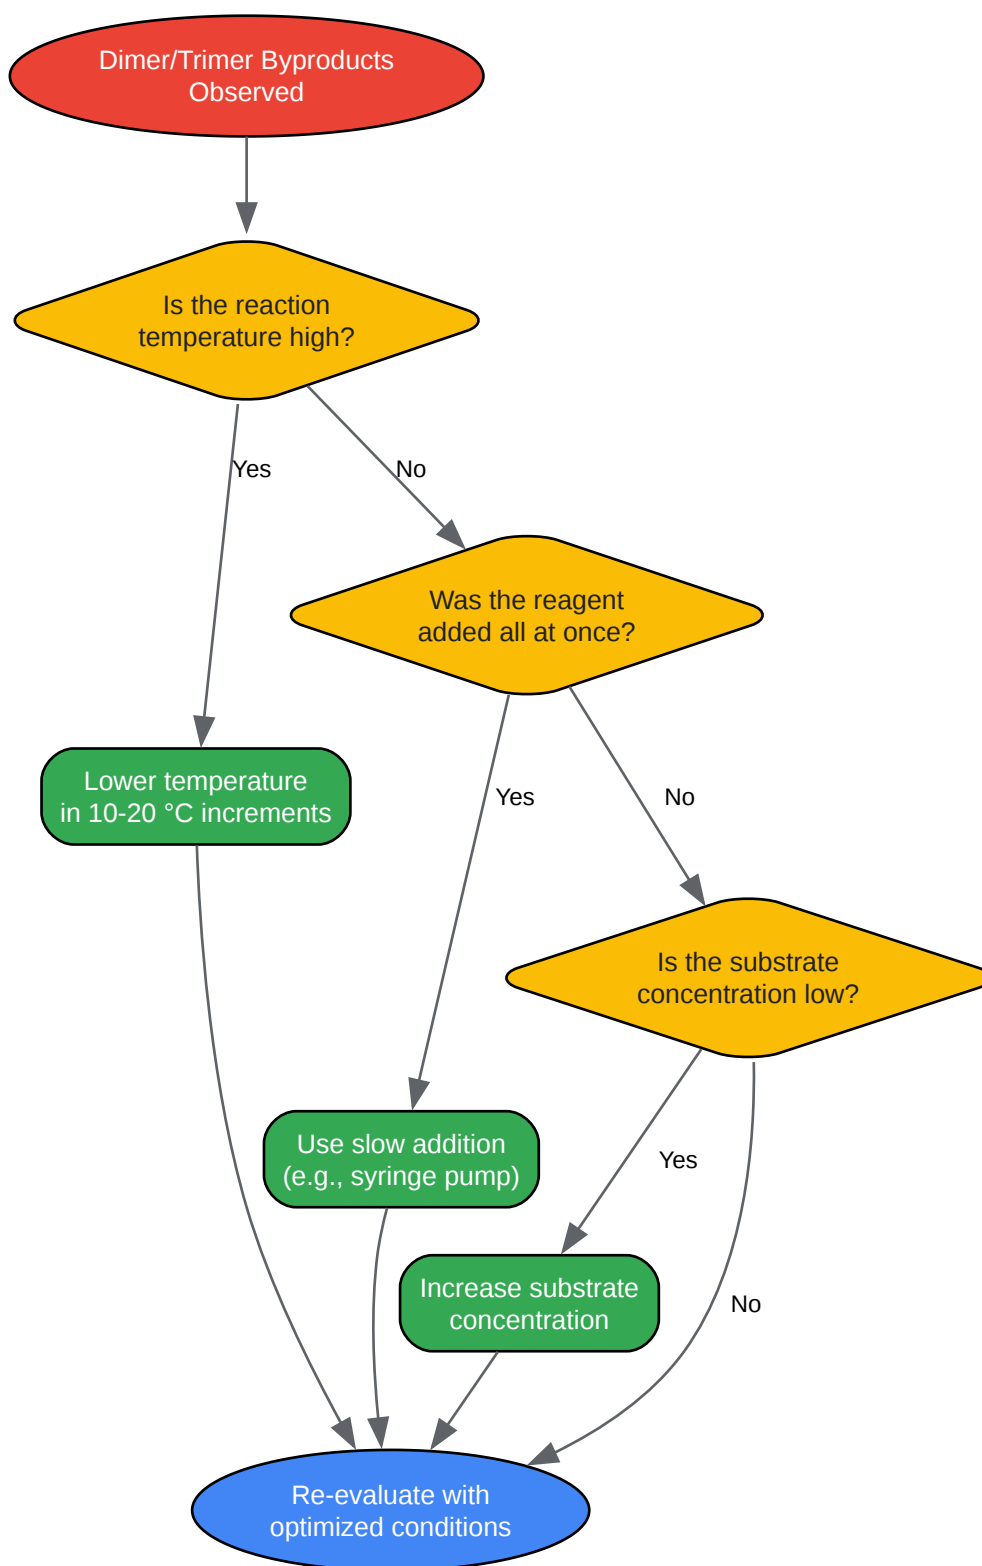 Dimer/Trimer Byproducts
Observed
Is the reaction
temperature high?
Yes
No
Was the reagent
added all at once?
Lower temperature
in 10-20 °C increments
Yes
No
Is the substrate
concentration low?
Use slow addition
(e.g., syringe pump)
Yes
Increase substrate
concentration
No
Re-evaluate with
optimized conditions